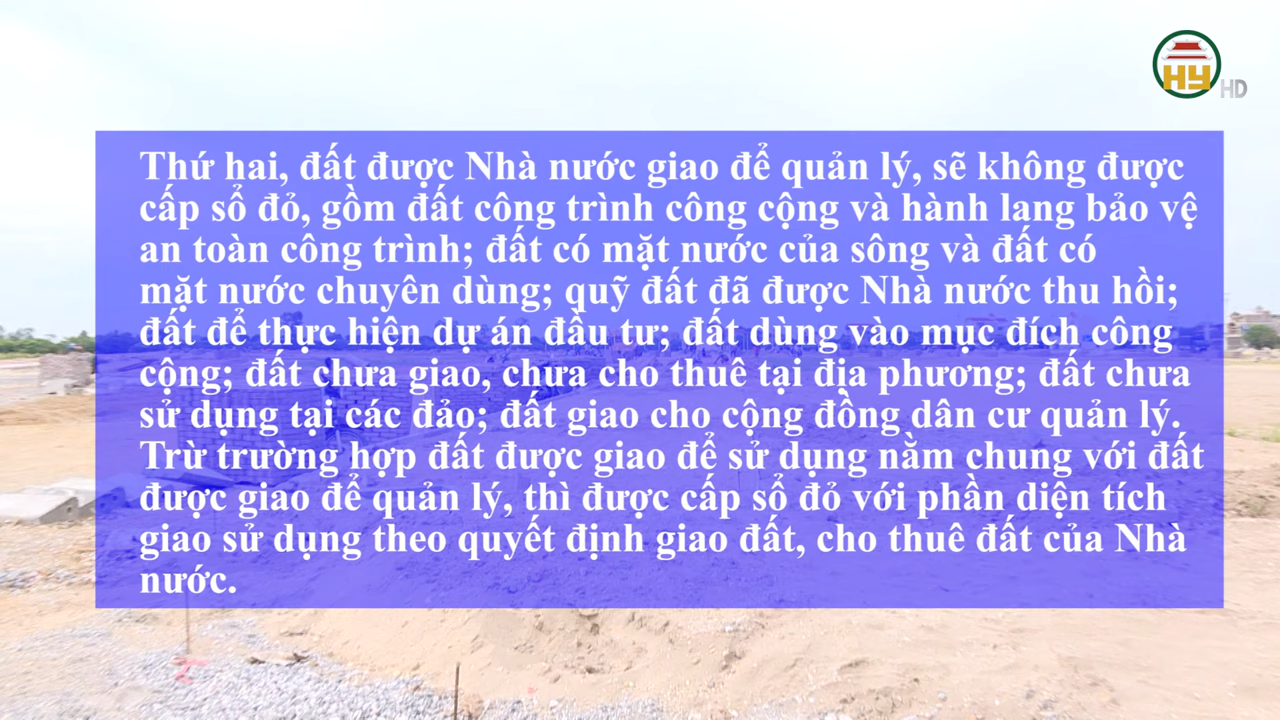 HY HD
Thứ hai, đất được Nhà nước giao để quản lý, sẽ không được
cấp sổ đỏ, gồm đất công trình công cộng và hành lang bảo vệ
an toàn công trình; đất có mặt nước của sông và đất có
mặt nước chuyên dùng; quỹ đất đã được Nhà nước thu hồi;
đất để thực hiện dự án đầu tư; đất dùng vào mục đích công
cộng; đất chưa giao, chưa cho thuê tại địa phương; đất chưa
sử dụng tại các đảo; đất giao cho cộng đồng dân cư quản lý.
Trừ trường hợp đất được giao để sử dụng nằm chung với đất
được giao để quản lý, thì được cấp sổ đỏ với phần diện tích
giao sử dụng theo quyết định giao đất, cho thuê đất của Nhà
nước.